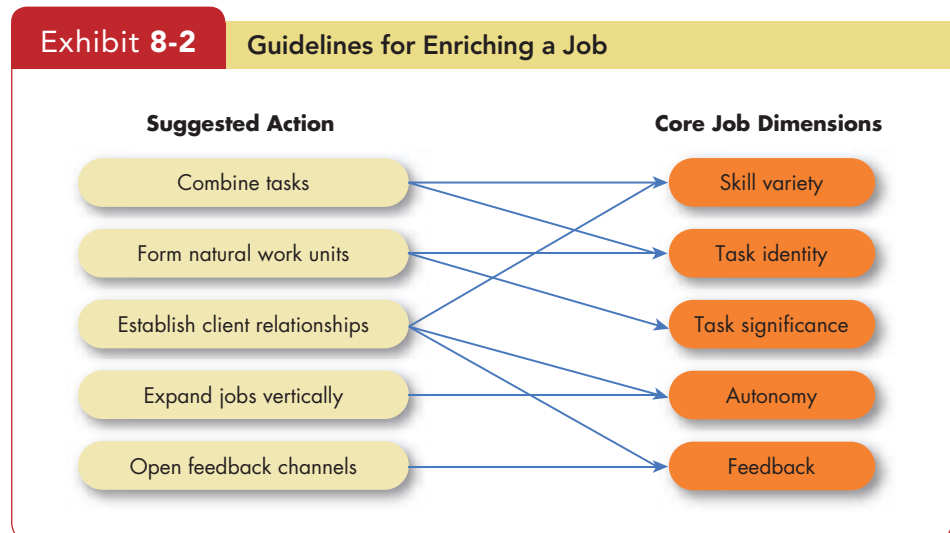 Exhibit 8-2 Guidelines for Enriching a Job
Suggested Action Core Job Dimensions
Combine tasks Skill variety
Form natural work units Task identity
Establish client relationships Task significance
Expand jobs vertically Autonomy
Open feedback channels Feedback